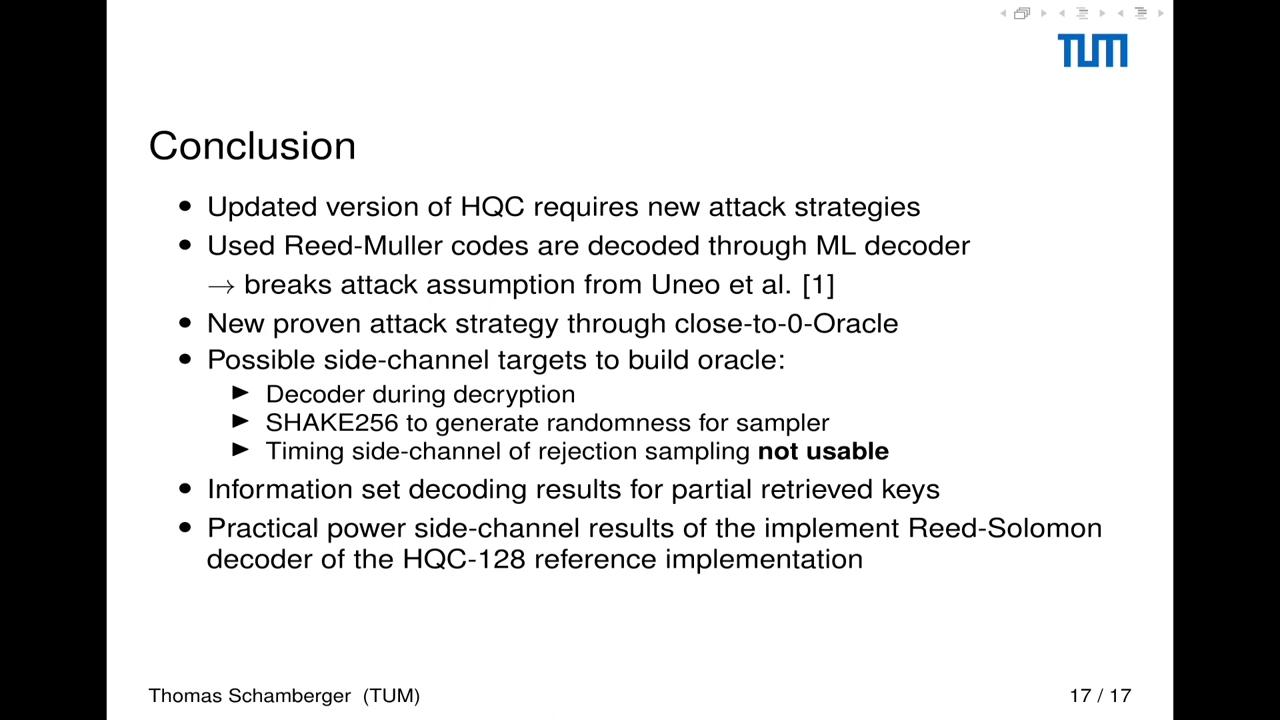 TUM
Conclusion
• Updated version of HQC requires new attack strategies
• Used Reed-Muller codes are decoded through ML decoder
→ breaks attack assumption from Uneo et al. [1]
• New proven attack strategy through close-to-0-Oracle
• Possible side-channel targets to build oracle:
▶ Decoder during decryption
▶ SHAKE256 to generate randomness for sampler
▶ Timing side-channel of rejection sampling not usable
• Information set decoding results for partial retrieved keys
• Practical power side-channel results of the implement Reed-Solomon
decoder of the HQC-128 reference implementation
Thomas Schamberger (TUM)
17 / 17